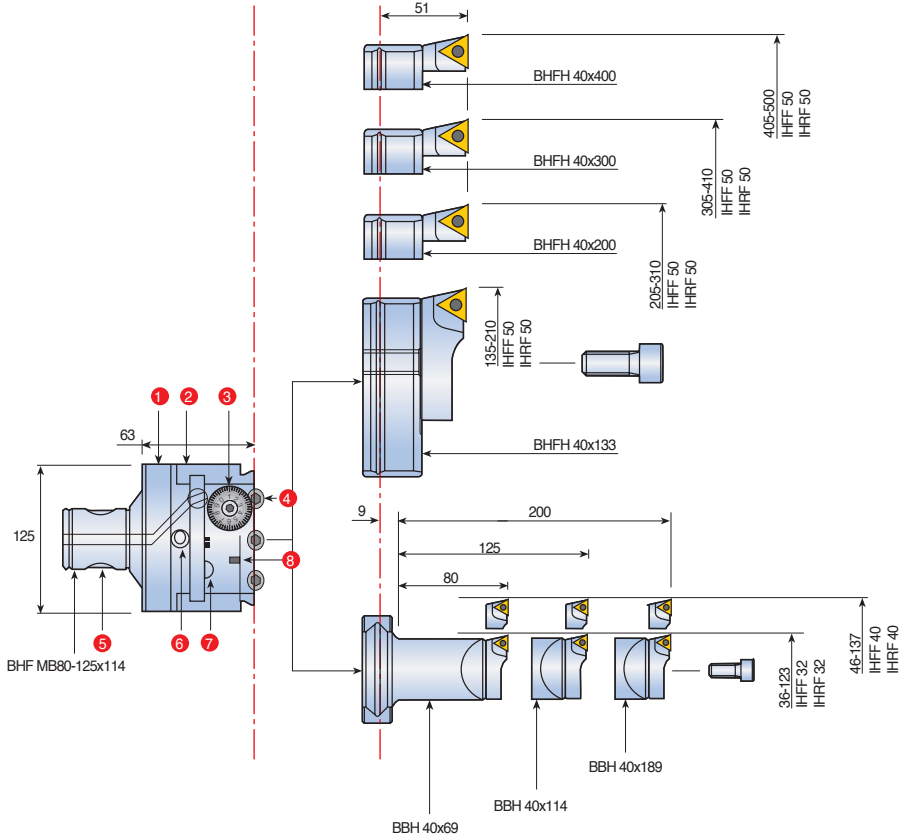 51
BHFH 40x400
405-500
IHFF 50
IHRF 50
BHFH 40x300
305-410
IHFF 50
IHRF 50
BHFH 40x200
205-310
IHFF 50
IHRF 50
135-210
IHFF 50
IHRF 50
BHFH 40x133
1
2
3
63
4
125
5
6
7
8
BHF MB80-125x114
9
200
125
80
46-137
IHFF 40
IHRF 40
36-123
IHFF 32
IHRF 32
BBH 40x189
BBH 40x114
BBH 40x69